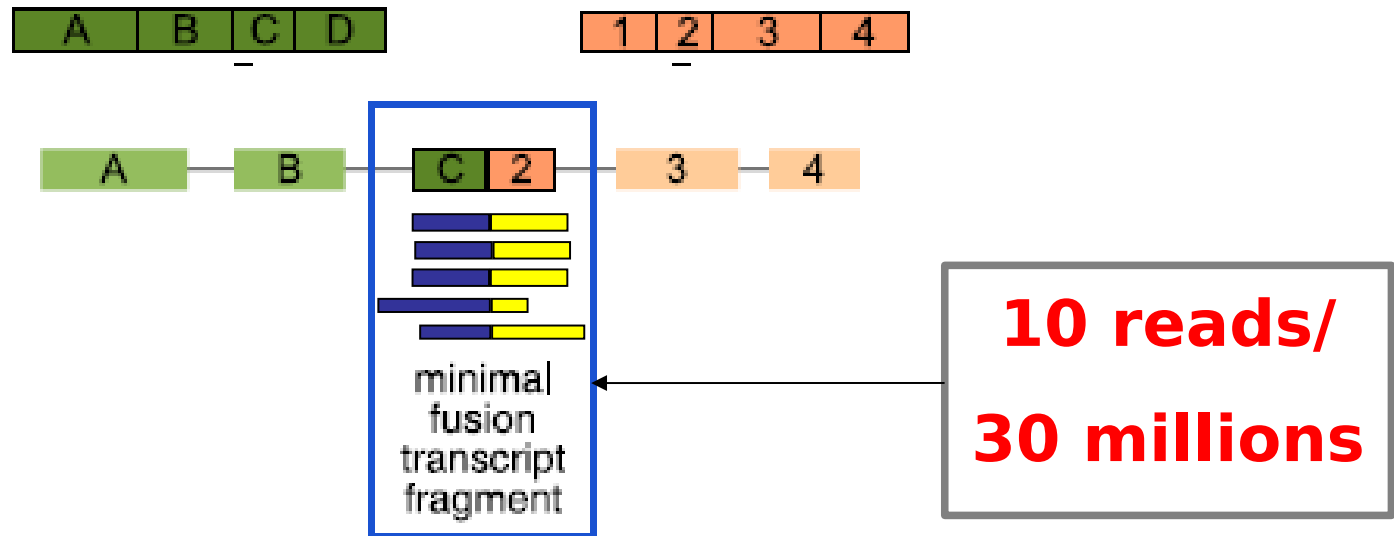 A B C D
1 2 3 4
A B C 2 3 4
minimal
fusion
transcript
fragment
10 reads/
30 millions